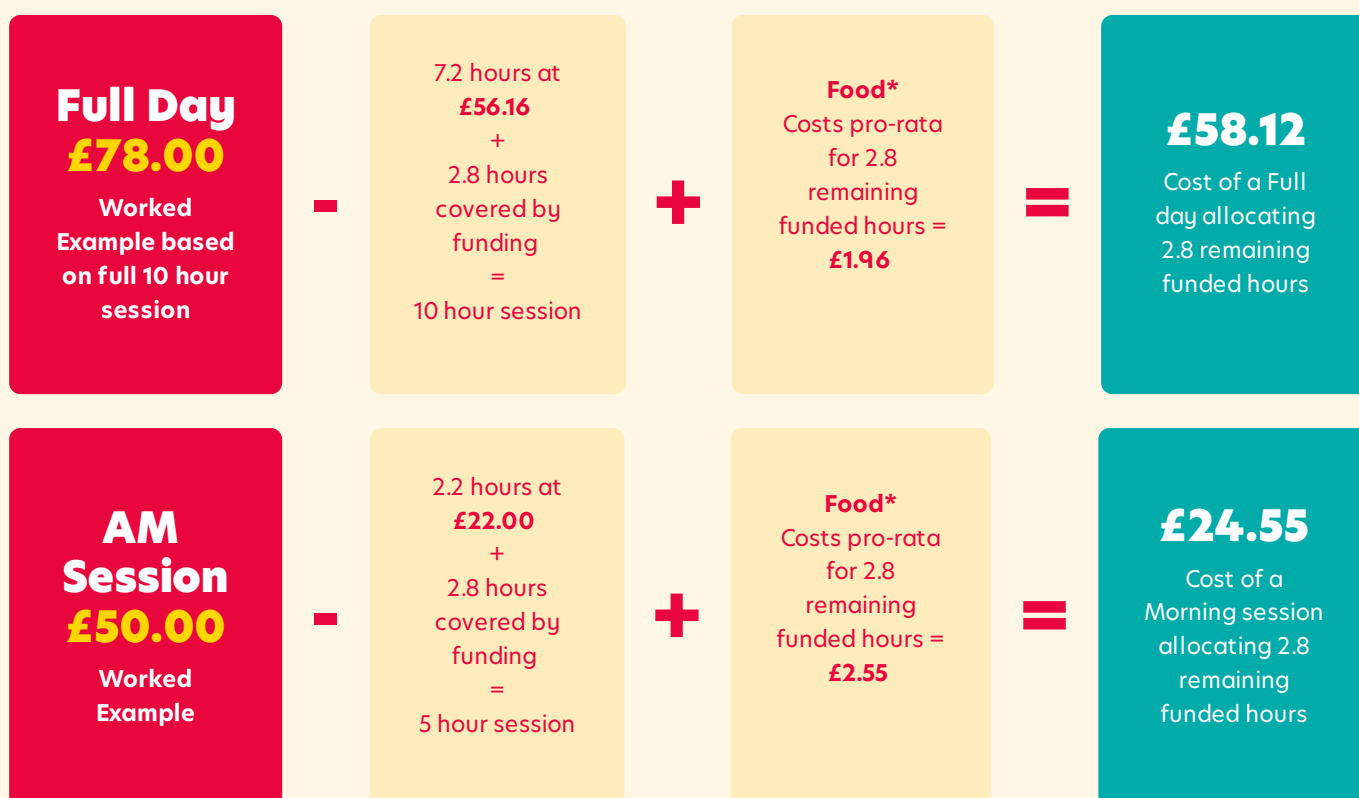 Full Day
£78.00
Worked
Example based
on full 10 hour
session
-
7.2 hours at
£56.16
+
2.8 hours
covered by
funding
=
10 hour session
+
Food*
Costs pro-rata
for 2.8
remaining
funded hours =
£1.96
=
£58.12
Cost of a Full
day allocating
2.8 remaining
funded hours
AM
Session
£50.00
Worked
Example
-
2.2 hours at
£22.00
+
2.8 hours
covered by
funding
=
5 hour session
+
Food*
Costs pro-rata
for 2.8
remaining
funded hours =
£2.55
=
£24.55
Cost of a
Morning session
allocating 2.8
remaining
funded hours